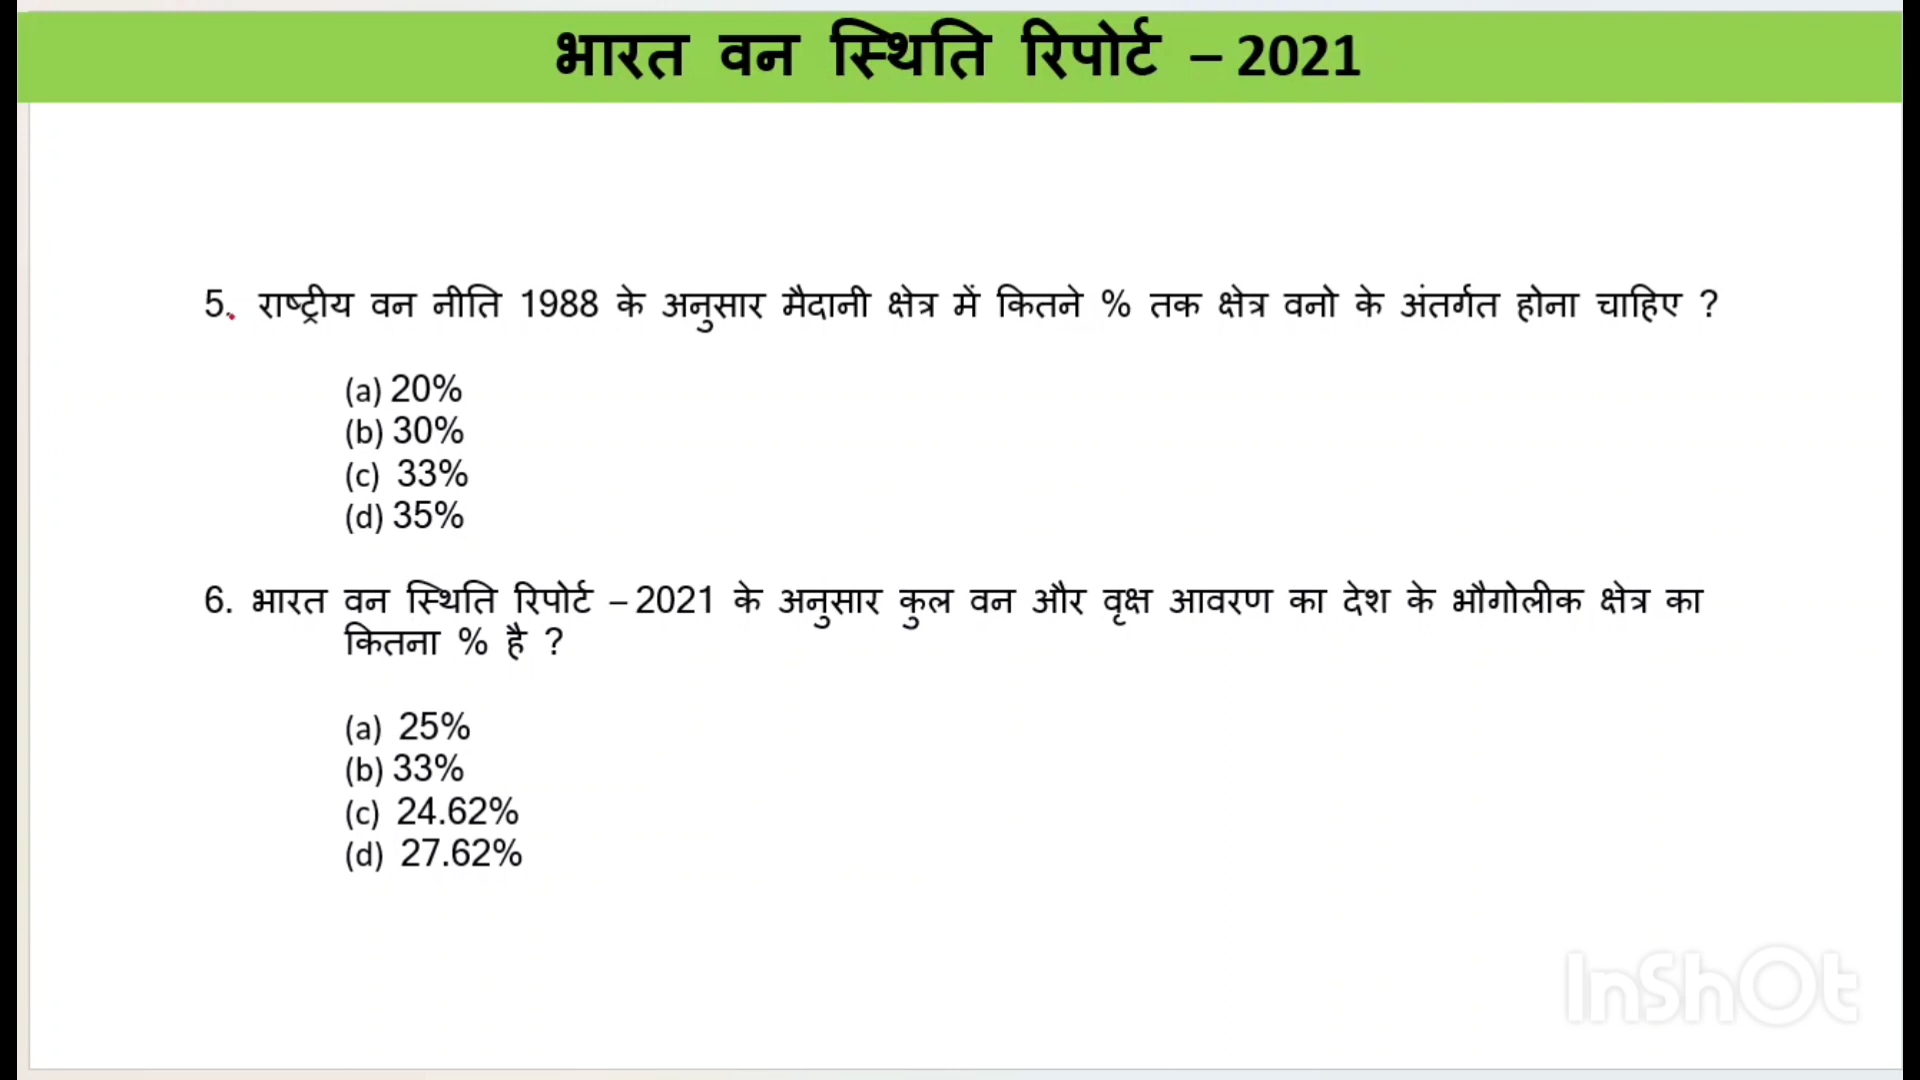 भारत वन स्थिति रिपोर्ट – 2021
5. राष्ट्रीय वन नीति 1988 के अनुसार मैदानी क्षेत्र में कितने % तक क्षेत्र वनो के अंतर्गत होना चाहिए ?
(a) 20%
(b) 30%
(c) 33%
(d) 35%
6. भारत वन स्थिति रिपोर्ट – 2021 के अनुसार कुल वन और वृक्ष आवरण का देश के भौगोलीक क्षेत्र का
कितना % है ?
(a) 25%
(b) 33%
(c) 24.62%
(d) 27.62%
InShOt